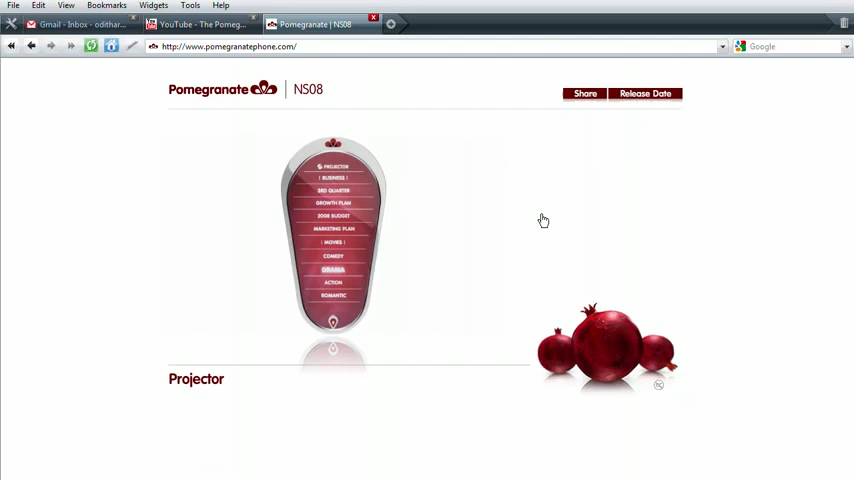 File Edit View Bookmarks Widgets Tools Help
Gmail - Inbox - odithar... YouTube - The Pomeg... Pomegranate | NS08
http://www.pomegranatephone.com/ Google
Pomegranate NS08 Share Release Date
PROJECTOR
| BUSINESS |
3RD QUARTER
GROWTH PLAN
2008 BUDGET
MARKETING PLAN
| MOVIES |
COMEDY
DRAMA
ACTION
ROMANTIC
Projector